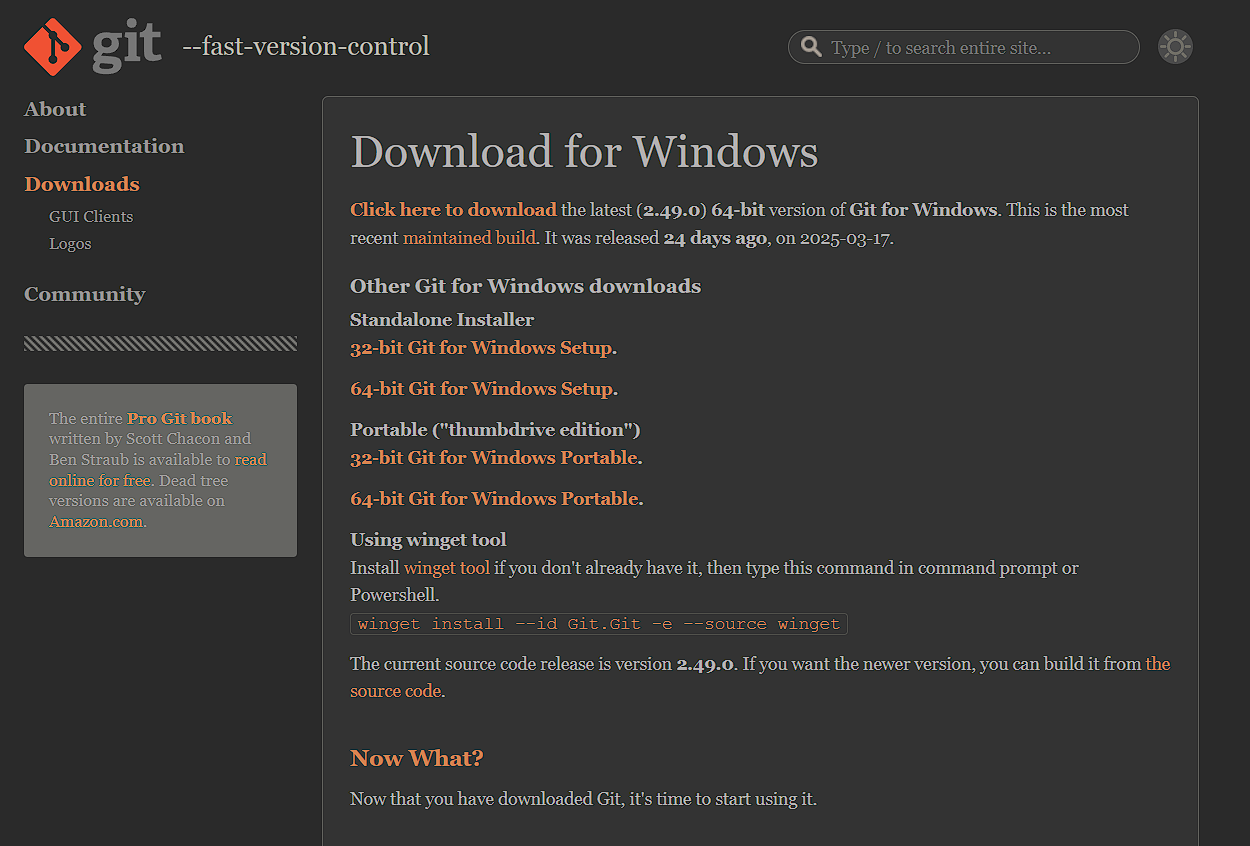 git --fast-version-control
Type / to search entire site...
About
Documentation
Downloads
GUI Clients
Logos
Community
The entire Pro Git book
written by Scott Chacon and
Ben Straub is available to read
online for free. Dead tree
versions are available on
Amazon.com.
Download for Windows
Click here to download the latest (2.49.0) 64-bit version of Git for Windows. This is the most
recent maintained build. It was released 24 days ago, on 2025-03-17.
Other Git for Windows downloads
Standalone Installer
32-bit Git for Windows Setup.
64-bit Git for Windows Setup.
Portable ("thumbdrive edition")
32-bit Git for Windows Portable.
64-bit Git for Windows Portable.
Using winget tool
Install winget tool if you don't already have it, then type this command in command prompt or
Powershell.
winget install --id Git.Git -e --source winget
The current source code release is version 2.49.0. If you want the newer version, you can build it from the
source code.
Now What?
Now that you have downloaded Git, it's time to start using it.